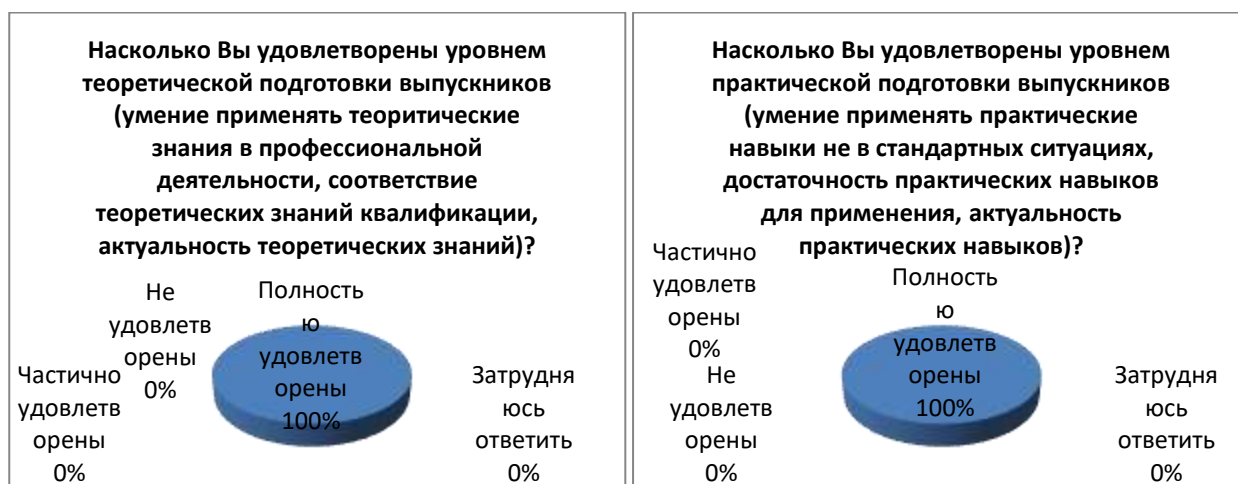 Насколько Вы удовлетворены уровнем
теоретической подготовки выпускников
(умение применять теоритические
знания в профессиональной
деятельности, соответствие
теоретических знаний квалификации,
актуальность теоретических знаний)?
Не
удовлетв
орены
0%
Полность
ю
удовлетв
орены
100%
Частично
удовлетв
орены
0%
Затрудня
юсь
ответить
0%
Насколько Вы удовлетворены уровнем
практической подготовки выпускников
(умение применять практические
навыки не в стандартных ситуациях,
достаточность практических навыков
для применения, актуальность
практических навыков)?
Частично
удовлетв
орены
0%
Полность
ю
удовлетв
орены
100%
Не
удовлетв
орены
0%
Затрудня
юсь
ответить
0%